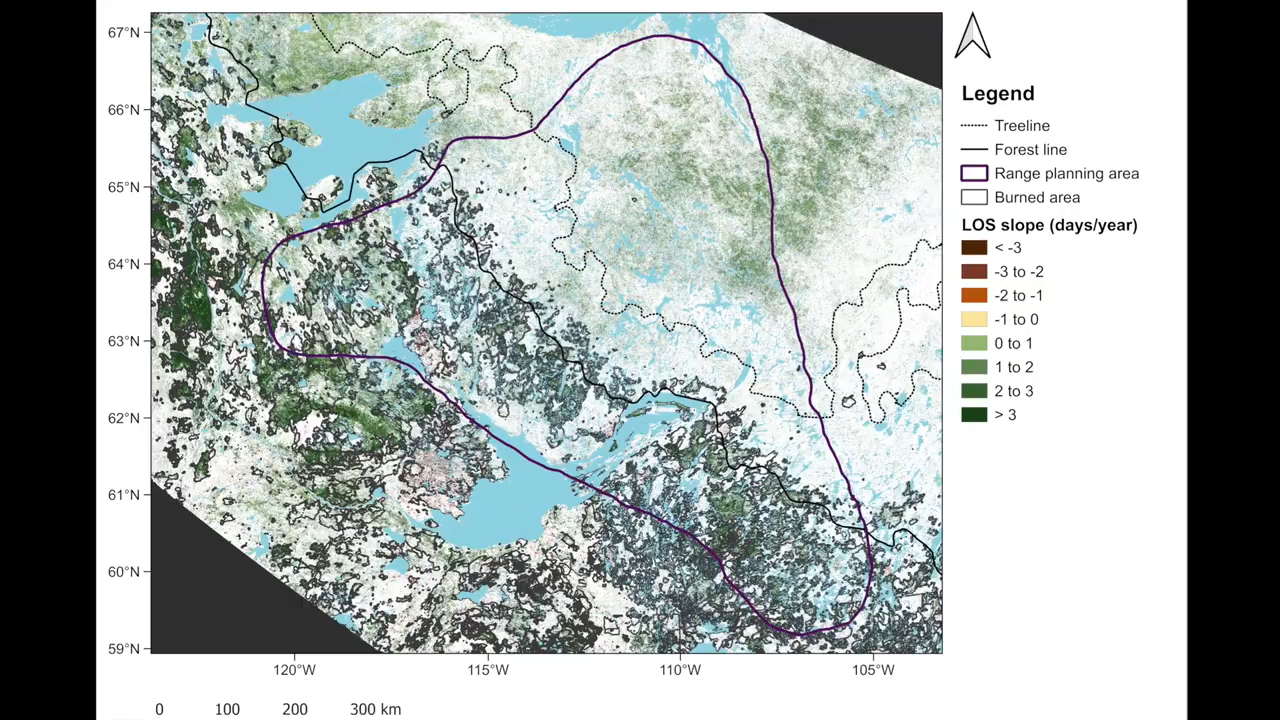 67°N
66°N
65°N
64°N
63°N
62°N
61°N
60°N
59°N
120°W 115°W 110°W 105°W
0 100 200 300 km
Legend
Treeline
Forest line
Range planning area
Burned area
LOS slope (days/year)
< -3
-3 to -2
-2 to -1
-1 to 0
0 to 1
1 to 2
2 to 3
> 3